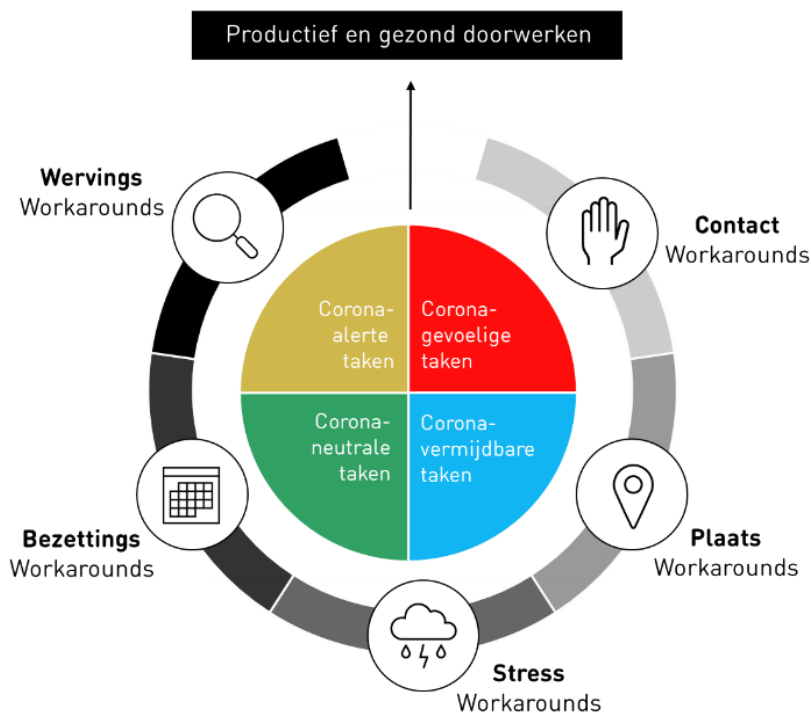 Productief en gezond doorwerken
Wervings
Workarounds
Contact
Workarounds
Corona-
alerte
taken
Corona-
gevoelige
taken
Corona-
neutrale
taken
Corona-
vermijdbare
taken
Bezettings
Workarounds
Plaats
Workarounds
Stress
Workarounds